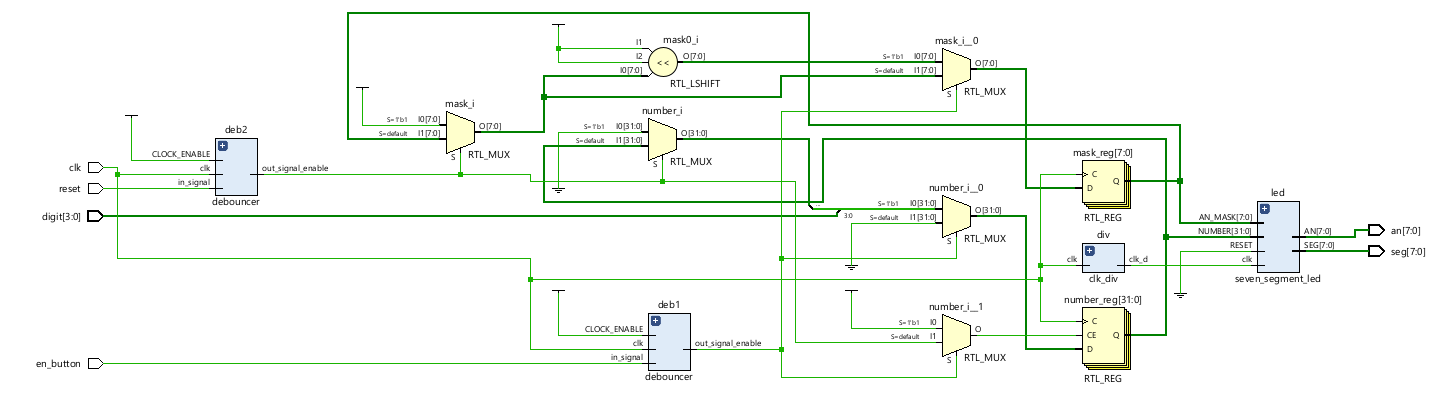 mask0_i
I1
I2
I0[7:0]
O[7:0]
<<
RTL_LSHIFT
mask_i__0
S=1'b1 I0[7:0]
S=default I1[7:0]
O[7:0]
S
RTL_MUX
mask_i
S=1'b1 I0[7:0]
S=default I1[7:0]
O[7:0]
S
RTL_MUX
number_i
S=1'b1 I0[31:0]
S=default I1[31:0]
O[31:0]
S
RTL_MUX
deb2
CLOCK_ENABLE
clk
in_signal
out_signal_enable
debouncer
clk
reset
digit[3:0]
en_button
mask_reg[7:0]
C
D
Q
RTL_REG
number_i__0
3:0
S=1'b1 I0[31:0]
S=default I1[31:0]
O[31:0]
S
RTL_MUX
led
AN_MASK[7:0]
NUMBER[31:0]
RESET
clk
AN[7:0]
SEG[7:0]
seven_segment_led
an[7:0]
seg[7:0]
div
clk
clk_d
clk_div
deb1
CLOCK_ENABLE
clk
in_signal
out_signal_enable
debouncer
number_i__1
S=1'b1 I0
S=default I1
O
S
RTL_MUX
number_reg[31:0]
C
CE
D
Q
RTL_REG